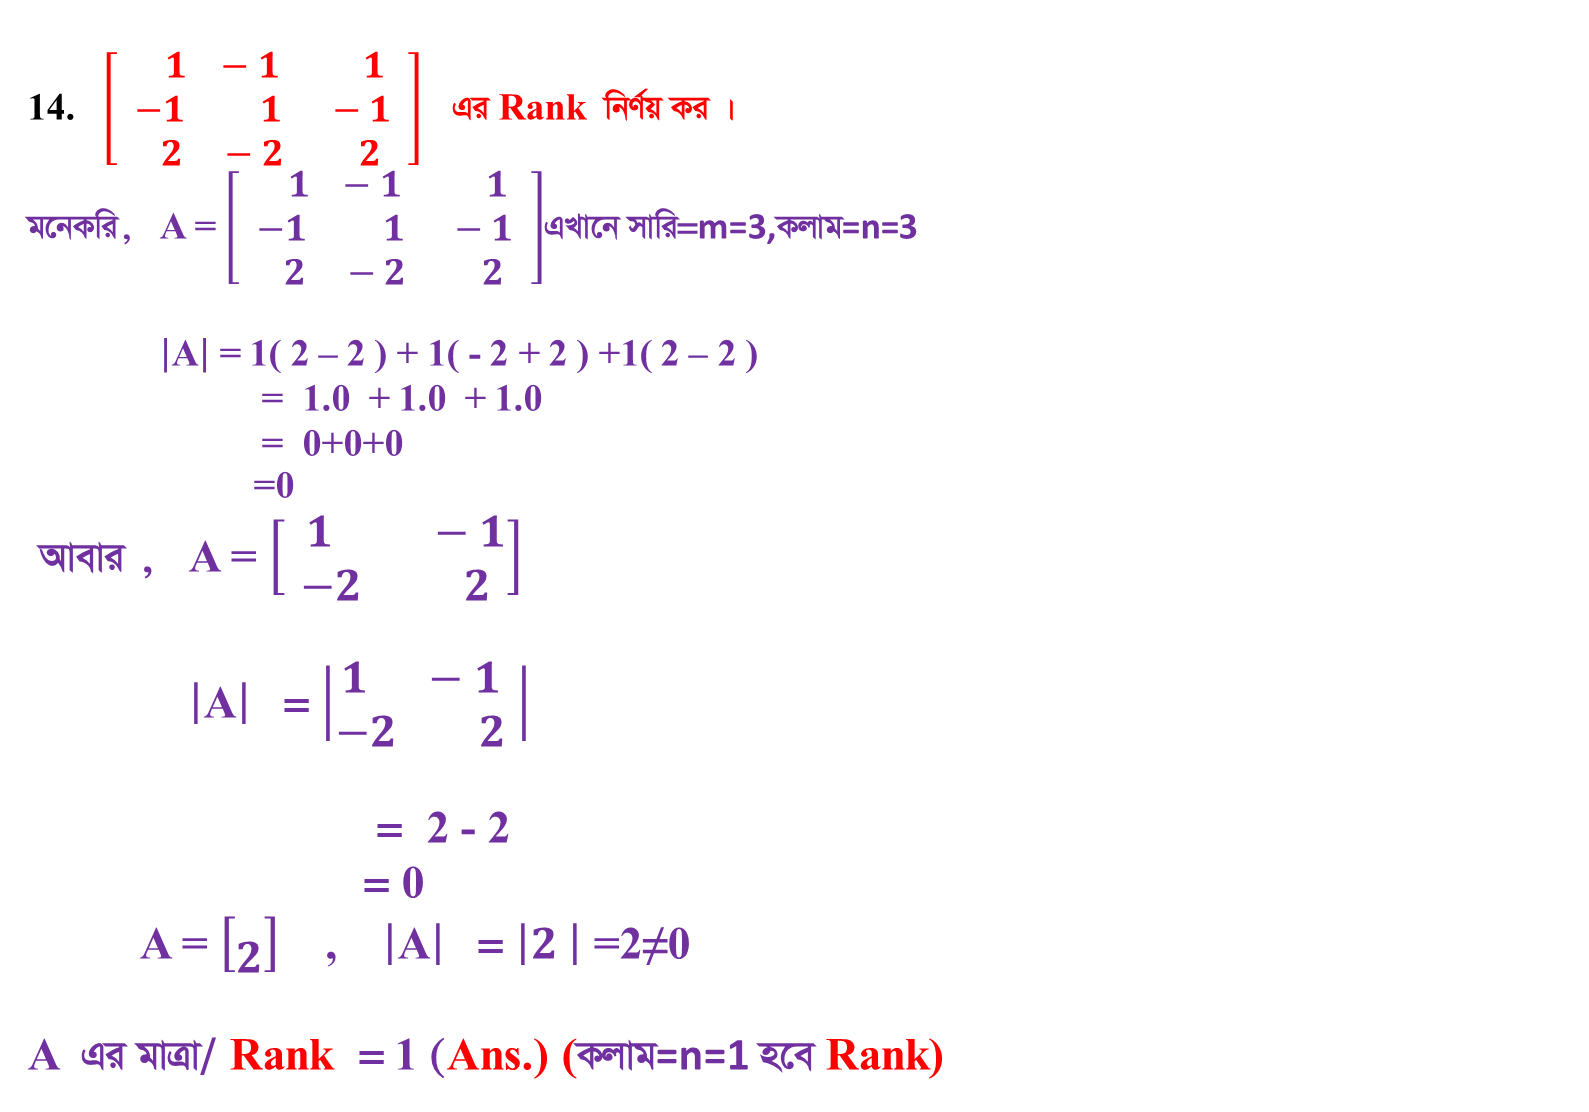 14. [ 1 − 1 1
−1 1 − 1
2 − 2 2 ] এর Rank নির্ণয় কর ।
মনেকরি , A = [ 1 − 1 1
−1 1 − 1
2 − 2 2 ] এখানে সারি=m=3,কলাম=n=3
|A| = 1( 2 – 2 ) + 1( - 2 + 2 ) +1( 2 – 2 )
= 1.0 + 1.0 + 1.0
= 0+0+0
=0
আবার , A = [ 1 − 1
−2 2 ]
|A| = | 1 − 1
−2 2 |
= 2 - 2
= 0
A = [2] , |A| = |2 | =2≠0
A এর মাত্রা/ Rank = 1 (Ans.) (কলাম=n=1 হবে Rank)